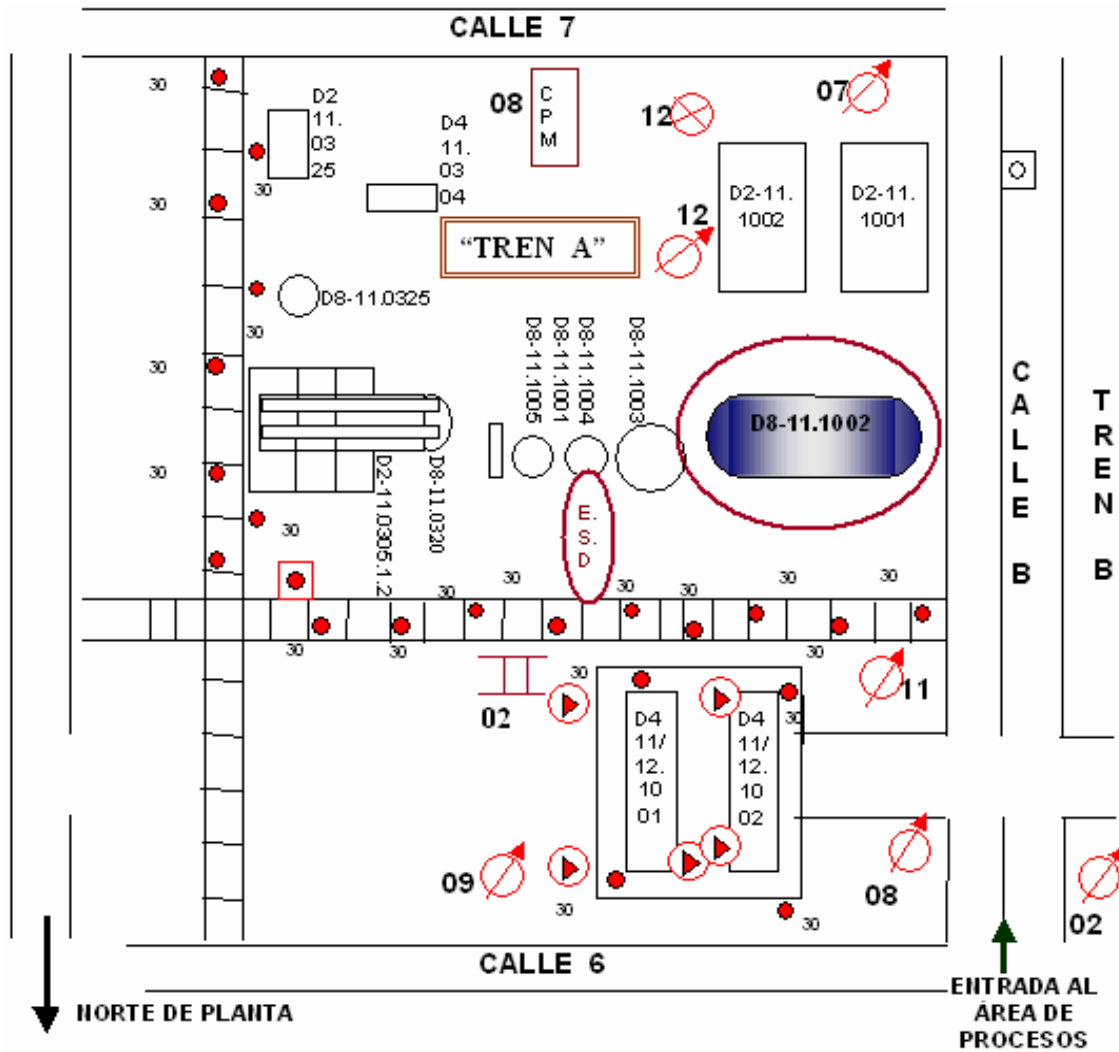 CALLE 7
30
D2
11.
03
25
D4
11.
03
04
08
C
P
M
12
07
30
30
D2-11.
1002
D2-11.
1001
12
“TREN A”
D8-11.0325
30
30
D8-11.1005
D8-11.1001
D8-11.1004
D8-11.1003
D8-11.1002
C
A
L
L
E
B
T
R
E
N
B
30
D2-11.0305.1.2
D8-11.0320
E.
S.
D
30
30
30
30
30
30
30
30
30
30
30
02
30
11
D4
11/
12.
10
01
D4
11/
12.
10
02
30
09
08
02
30
30
CALLE 6
NORTE DE PLANTA
ENTRADA AL
ÁREA DE
PROCESOS